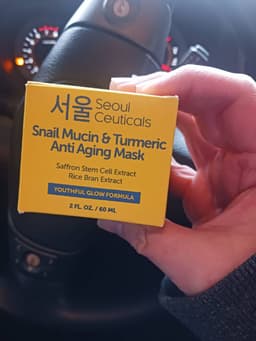 서울 Seoul
Ceuticals
Snail Mucin & Turmeric
Anti Aging Mask
Saffron Stem Cell Extract
Rice Bran Extract
YOUTHFUL GLOW FORMULA
2 FL. OZ. / 60 ML